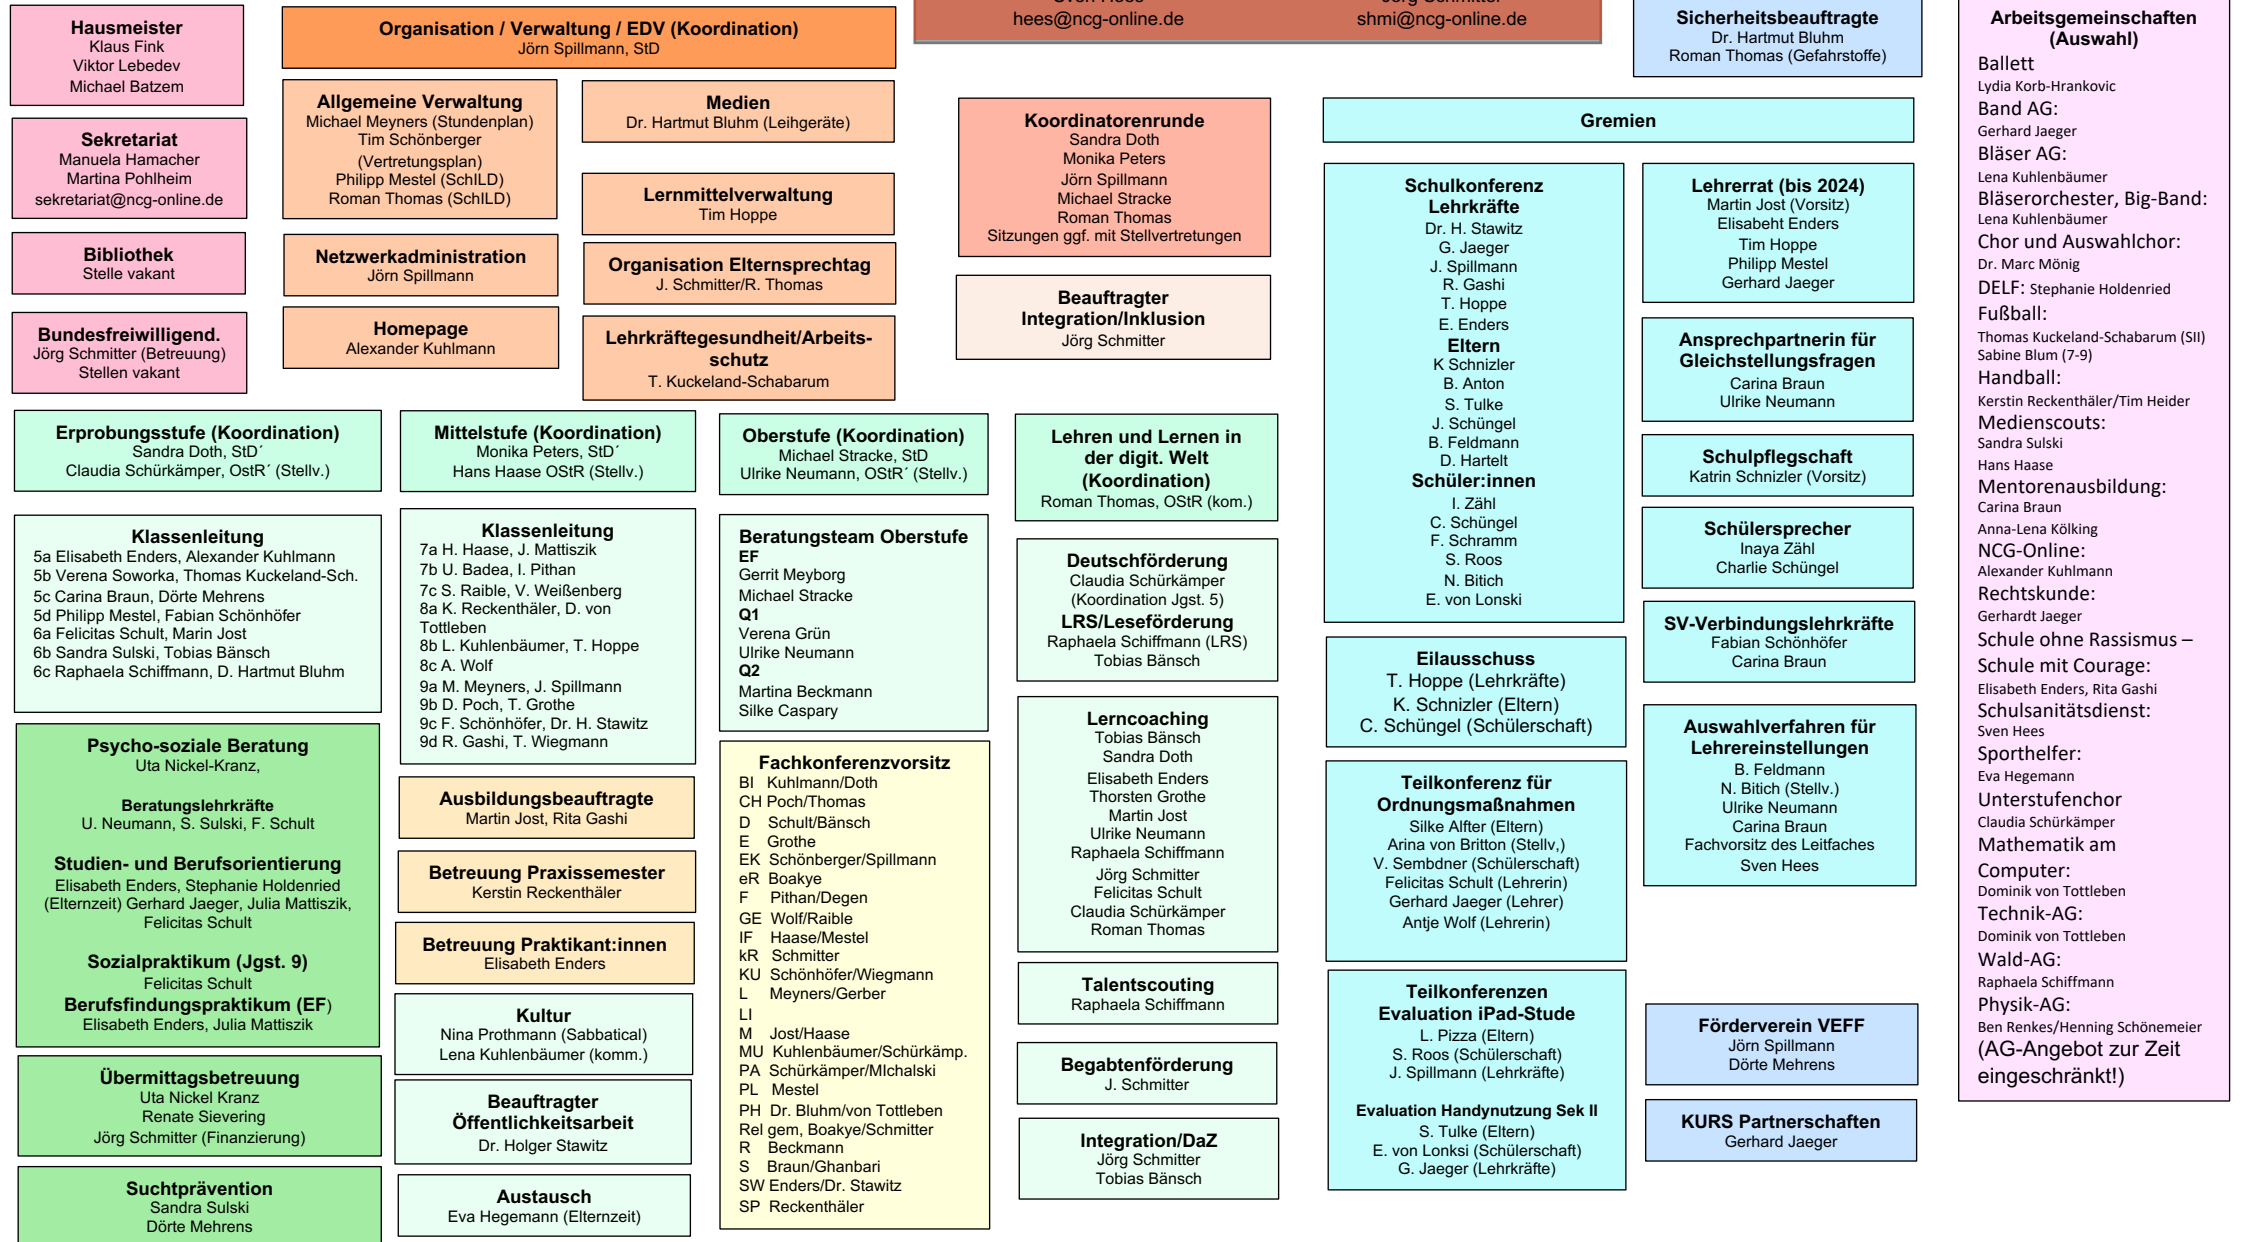 Sven Hees
hees@ncg-online.de
Jörg Schmitter
shmi@ncg-online.de
Hausmeister
Klaus Fink
Viktor Lebedev
Michael Batzem
Sekretariat
Manuela Hamacher
Martina Pohlheim
sekretariat@ncg-online.de
Bibliothek
Stelle vakant
Bundesfreiwilligend.
Jörg Schmitter (Betreuung)
Stellen vakant
Organisation / Verwaltung / EDV (Koordination)
Jörn Spillmann, StD
Allgemeine Verwaltung
Michael Meyners (Stundenplan)
Tim Schönberger
(Vertretungsplan)
Philipp Mestel (SchILD)
Roman Thomas (SchILD)
Netzwerkadministration
Jörn Spillmann
Homepage
Alexander Kuhlmann
Medien
Dr. Hartmut Bluhm (Leihgeräte)
Lernmittelverwaltung
Tim Hoppe
Organisation Elternsprechtag
J. Schmitter/R. Thomas
Lehrkräftegesundheit/Arbeits-
schutz
T. Kuckeland-Schabarum
Koordinatorenrunde
Sandra Doth
Monika Peters
Jörn Spillmann
Michael Stracke
Roman Thomas
Sitzungen ggf. mit Stellvertretungen
Beauftragter
Integration/Inklusion
Jörg Schmitter
Sicherheitsbeauftragte
Dr. Hartmut Bluhm
Roman Thomas (Gefahrstoffe)
Gremien
Schulkonferenz
Lehrkräfte
Dr. H. Stawitz
G. Jaeger
J. Spillmann
R. Gashi
T. Hoppe
E. Enders
Eltern
K Schnizler
B. Anton
S. Tulke
J. Schüngel
B. Feldmann
D. Hartelt
Schüler:innen
I. Zähl
C. Schüngel
F. Schramm
S. Roos
N. Bitich
E. von Lonski
Eilausschuss
T. Hoppe (Lehrkräfte)
K. Schnizler (Eltern)
C. Schüngel (Schülerschaft)
Teilkonferenz für
Ordnungsmaßnahmen
Silke Alfter (Eltern)
Arina von Britton (Stellv,)
V. Sembdner (Schülerschaft)
Felicitas Schult (Lehrerin)
Gerhard Jaeger (Lehrer)
Antje Wolf (Lehrerin)
Teilkonferenzen
Evaluation iPad-Stude
L. Pizza (Eltern)
S. Roos (Schülerschaft)
J. Spillmann (Lehrkräfte)
Evaluation Handynutzung Sek II
S. Tulke (Eltern)
E. von Lonksi (Schülerschaft)
G. Jaeger (Lehrkräfte)
Lehrerrat (bis 2024)
Martin Jost (Vorsitz)
Elisabeht Enders
Tim Hoppe
Philipp Mestel
Gerhard Jaeger
Ansprechpartnerin für
Gleichstellungsfragen
Carina Braun
Ulrike Neumann
Schulpflegschaft
Katrin Schnizler (Vorsitz)
Schülersprecher
Inaya Zähl
Charlie Schüngel
SV-Verbindungslehrkräfte
Fabian Schönhöfer
Carina Braun
Auswahlverfahren für
Lehrereinstellungen
B. Feldmann
N. Bitich (Stellv.)
Ulrike Neumann
Carina Braun
Fachvorsitz des Leitfaches
Sven Hees
Förderverein VEFF
Jörn Spillmann
Dörte Mehrens
KURS Partnerschaften
Gerhard Jaeger
Erprobungsstufe (Koordination)
Sandra Doth, StD´
Claudia Schürkämper, OstR´ (Stellv.)
Klassenleitung
5a Elisabeth Enders, Alexander Kuhlmann
5b Verena Soworka, Thomas Kuckeland-Sch.
5c Carina Braun, Dörte Mehrens
5d Philipp Mestel, Fabian Schönhöfer
6a Felicitas Schult, Marin Jost
6b Sandra Sulski, Tobias Bänsch
6c Raphaela Schiffmann, D. Hartmut Bluhm
Psycho-soziale Beratung
Uta Nickel-Kranz,
Beratungslehrkräfte
U. Neumann, S. Sulski, F. Schult
Studien- und Berufsorientierung
Elisabeth Enders, Stephanie Holdenried
(Elternzeit) Gerhard Jaeger, Julia Mattiszik,
Felicitas Schult
Sozialpraktikum (Jgst. 9)
Felicitas Schult
Berufsfindungspraktikum (EF)
Elisabeth Enders, Julia Mattiszik
Übermittagsbetreuung
Uta Nickel Kranz
Renate Sievering
Jörg Schmitter (Finanzierung)
Suchtprävention
Sandra Sulski
Dörte Mehrens
Mittelstufe (Koordination)
Monika Peters, StD´
Hans Haase OStR (Stellv.)
Klassenleitung
7a H. Haase, J. Mattiszik
7b U. Badea, I. Pithan
7c S. Raible, V. Weißenberg
8a K. Reckenthäler, D. von
Tottleben
8b L. Kuhlenbäumer, T. Hoppe
8c A. Wolf
9a M. Meyners, J. Spillmann
9b D. Poch, T. Grothe
9c F. Schönhöfer, Dr. H. Stawitz
9d R. Gashi, T. Wiegmann
Ausbildungsbeauftragte
Martin Jost, Rita Gashi
Betreuung Praxissemester
Kerstin Reckenthäler
Betreuung Praktikant:innen
Elisabeth Enders
Kultur
Nina Prothmann (Sabbatical)
Lena Kuhlenbäumer (komm.)
Beauftragter
Öffentlichkeitsarbeit
Dr. Holger Stawitz
Austausch
Eva Hegemann (Elternzeit)
Oberstufe (Koordination)
Michael Stracke, StD
Ulrike Neumann, OStR´ (Stellv.)
Beratungsteam Oberstufe
EF
Gerrit Meyborg
Michael Stracke
Q1
Verena Grün
Ulrike Neumann
Q2
Martina Beckmann
Silke Caspary
Fachkonferenzvorsitz
BI Kuhlmann/Doth
CH Poch/Thomas
D Schult/Bänsch
E Grothe
EK Schönberger/Spillmann
eR Boakye
F Pithan/Degen
GE Wolf/Raible
IF Haase/Mestel
kR Schmitter
KU Schönhöfer/Wiegmann
L Meyners/Gerber
LI
M Jost/Haase
MU Kuhlenbäumer/Schürkämp.
PA Schürkämper/MIchalski
PL Mestel
PH Dr. Bluhm/von Tottleben
Rel gem, Boakye/Schmitter
R Beckmann
S Braun/Ghanbari
SW Enders/Dr. Stawitz
SP Reckenthäler
Lehren und Lernen in
der digit. Welt
(Koordination)
Roman Thomas, OStR (kom.)
Deutschförderung
Claudia Schürkämper
(Koordination Jgst. 5)
LRS/Leseförderung
Raphaela Schiffmann (LRS)
Tobias Bänsch
Lerncoaching
Tobias Bänsch
Sandra Doth
Elisabeth Enders
Thorsten Grothe
Martin Jost
Ulrike Neumann
Raphaela Schiffmann
Jörg Schmitter
Felicitas Schult
Claudia Schürkämper
Roman Thomas
Talentscouting
Raphaela Schiffmann
Begabtenförderung
J. Schmitter
Integration/DaZ
Jörg Schmitter
Tobias Bänsch
Arbeitsgemeinschaften
(Auswahl)
Ballett
Lydia Korb-Hrankovic
Band AG:
Gerhard Jaeger
Bläser AG:
Lena Kuhlenbäumer
Bläserorchester, Big-Band:
Lena Kuhlenbäumer
Chor und Auswahlchor:
Dr. Marc Mönig
DELF: Stephanie Holdenried
Fußball:
Thomas Kuckeland-Schabarum (SII)
Sabine Blum (7-9)
Handball:
Kerstin Reckenthäler/Tim Heider
Medienscouts:
Sandra Sulski
Hans Haase
Mentorenausbildung:
Carina Braun
Anna-Lena Kölking
NCG-Online:
Alexander Kuhlmann
Rechtskunde:
Gerhardt Jaeger
Schule ohne Rassismus –
Schule mit Courage:
Elisabeth Enders, Rita Gashi
Schulsanitätsdienst:
Sven Hees
Sporthelfer:
Eva Hegemann
Unterstufenchor
Claudia Schürkämper
Mathematik am
Computer:
Dominik von Tottleben
Technik-AG:
Dominik von Tottleben
Wald-AG:
Raphaela Schiffmann
Physik-AG:
Ben Renkes/Henning Schönemeier
(AG-Angebot zur Zeit
eingeschränkt!)